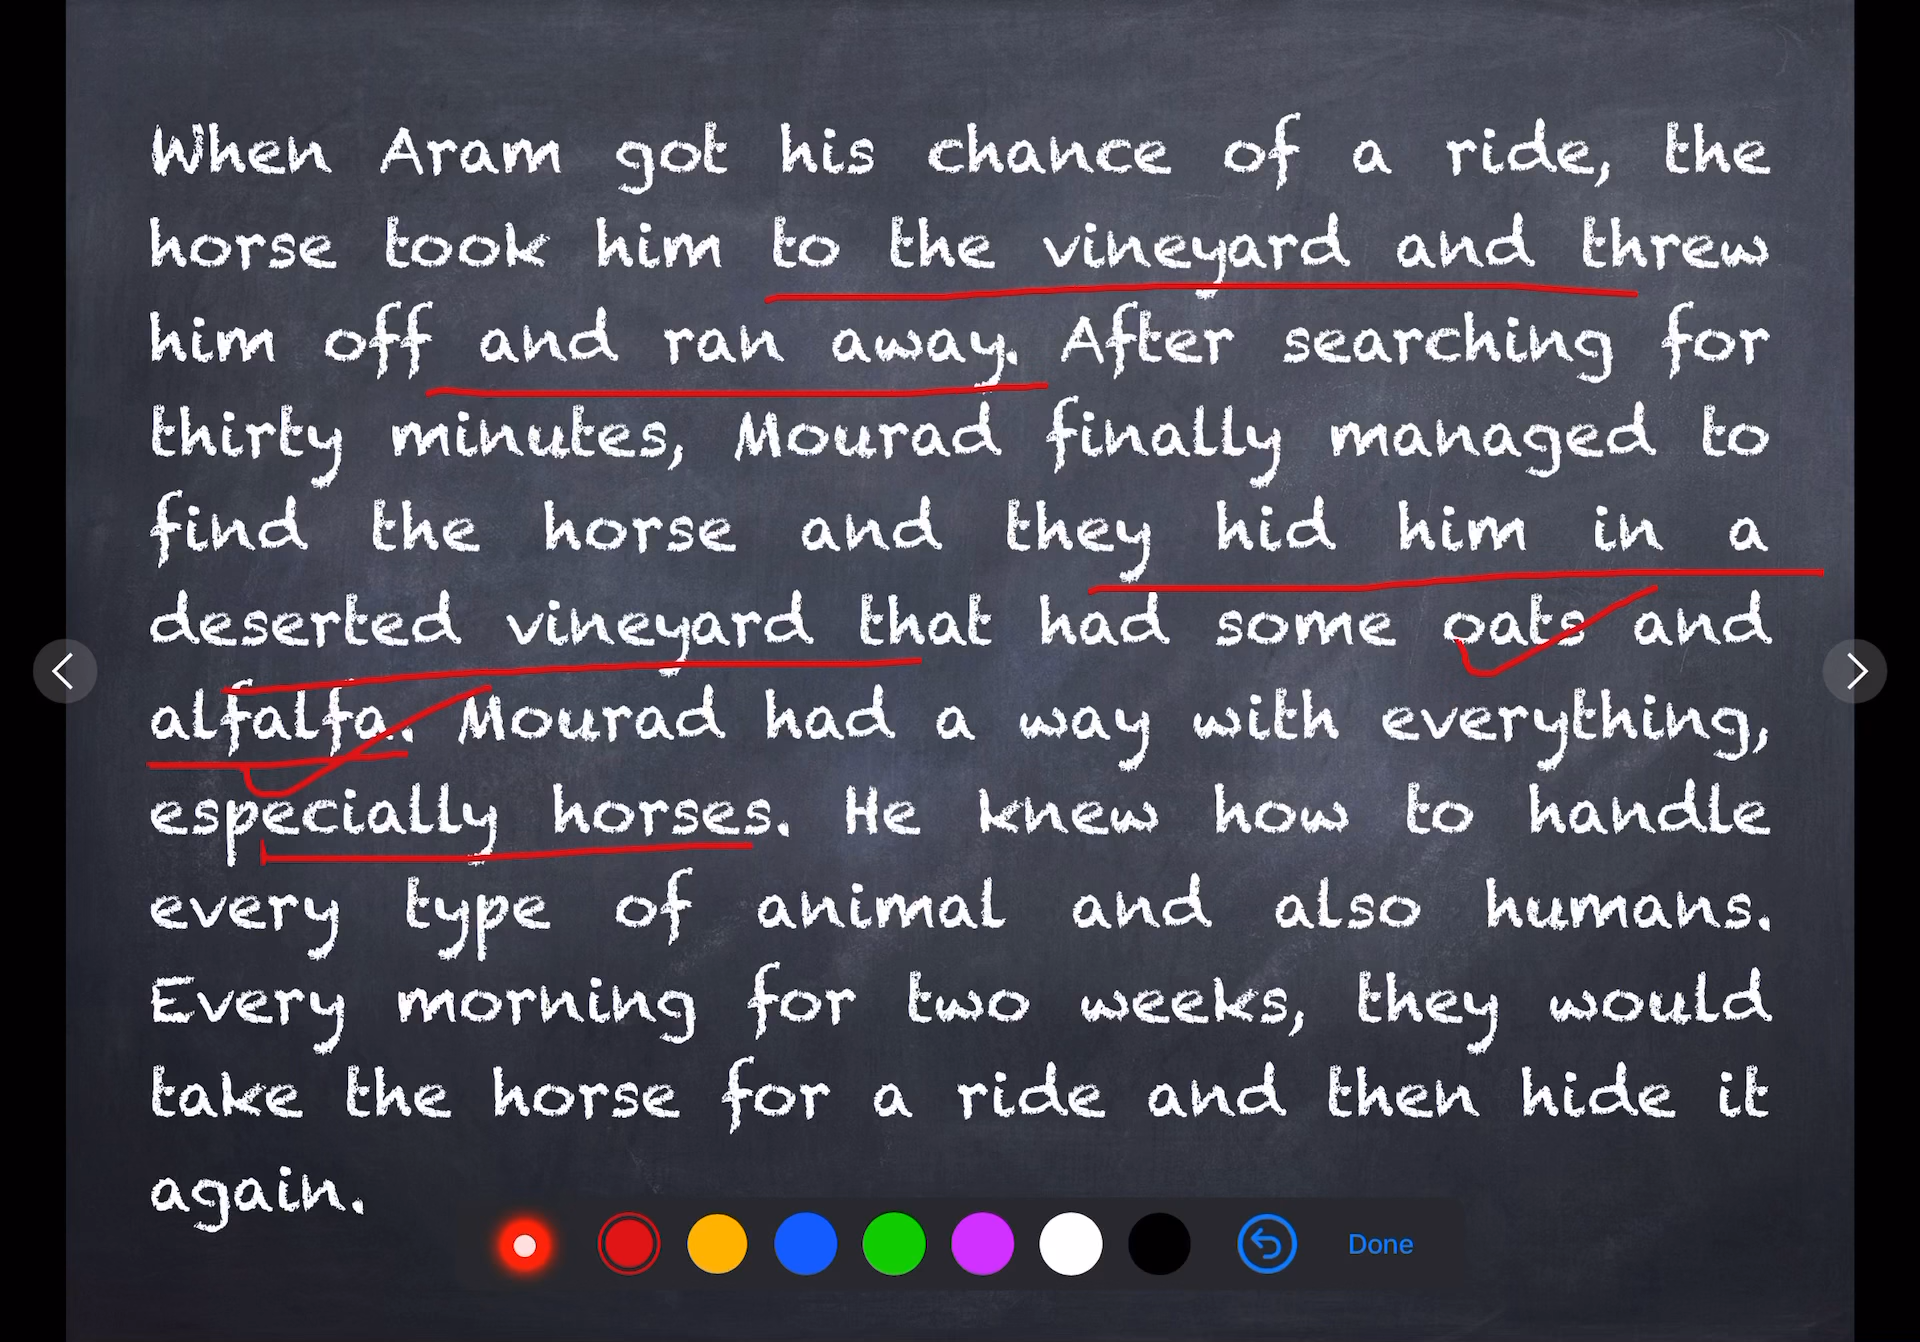 When Aram got his chance of a ride, the
horse took him to the vineyard and threw
him off and ran away. After searching for
thirty minutes, Mourad finally managed to
find the horse and they hid him in a
deserted vineyard that had some oats and
alfalfa. Mourad had a way with everything,
especially horses. He knew how to handle
every type of animal and also humans.
Every morning for two weeks, they would
take the horse for a ride and then hide it
again.
Done